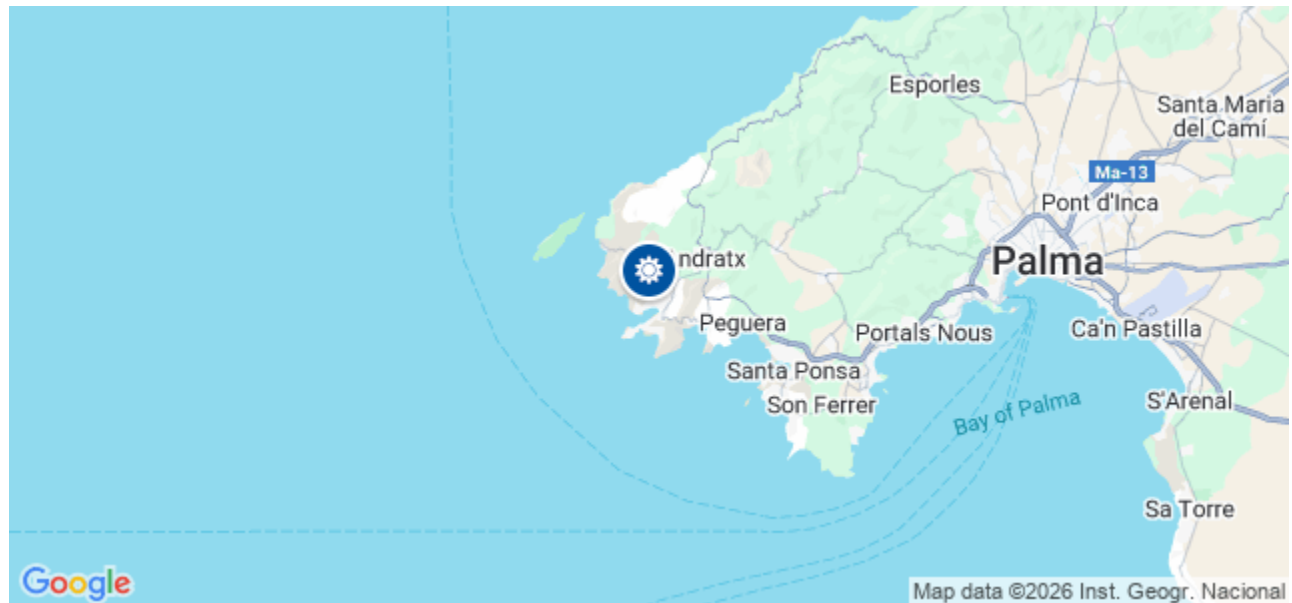 Esporles
Santa Maria
del Camí
Ma-13
Pont d'Inca
ndratx
Palma
Peguera
Portals Nous
Ca'n Pastilla
Santa Ponsa
Son Ferrer
S'Arenal
Bay of Palma
Sa Torre
Google
Map data ©2026 Inst. Geogr. Nacional